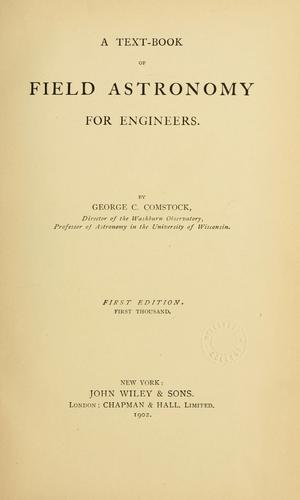 A TEXT-BOOK
OF
FIELD ASTRONOMY
FOR ENGINEERS.
BY
GEORGE C. COMSTOCK,
Director of the Washburn Observatory,
Professor of Astronomy in the University of Wisconsin.
FIRST EDITION.
FIRST THOUSAND.
NEW YORK:
JOHN WILEY & SONS.
LONDON: CHAPMAN & HALL, LIMITED.
1902.